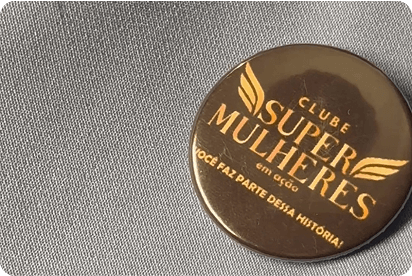 CLUBE
SUPER
MULHERES
em ação
VOCÊ FAZ PARTE DESSA HISTÓRIA!